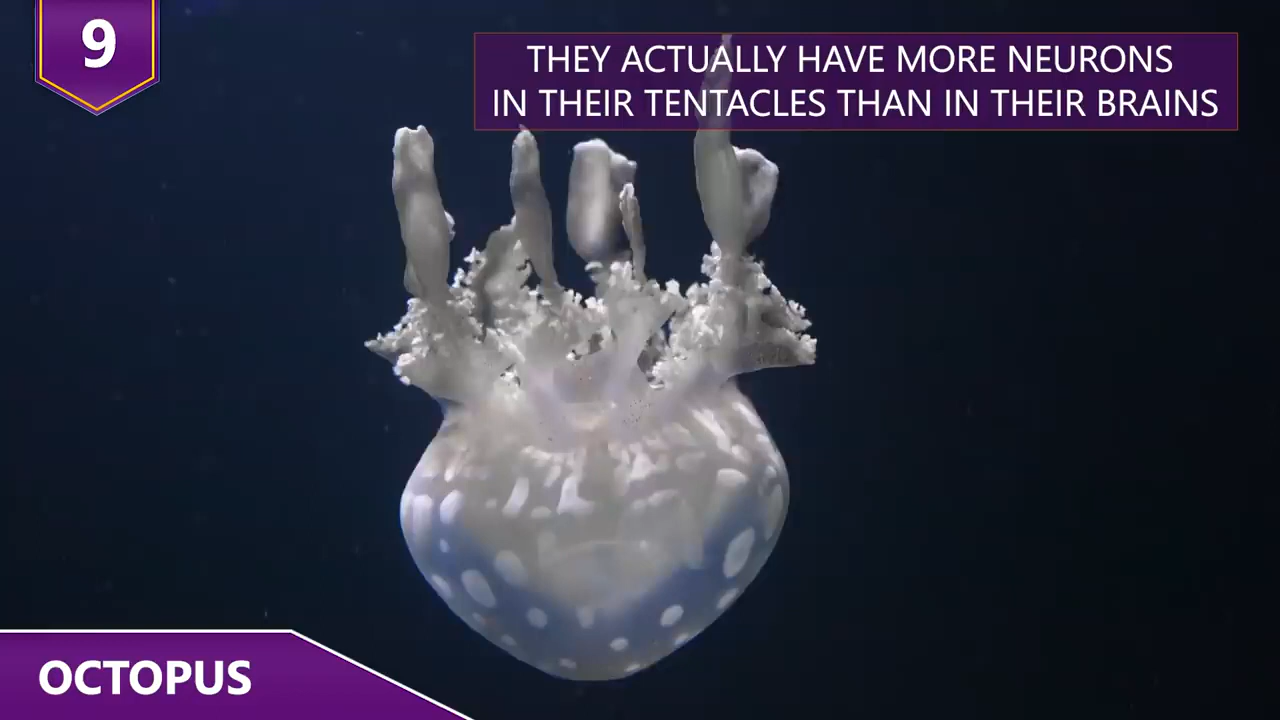 9
THEY ACTUALLY HAVE MORE NEURONS
IN THEIR TENTACLES THAN IN THEIR BRAINS
OCTOPUS